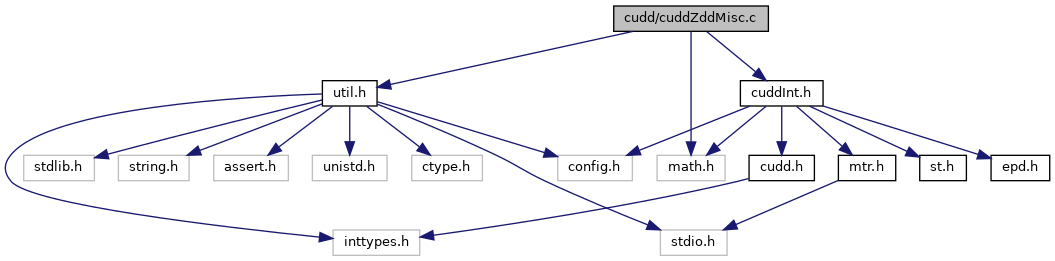 cudd/cuddZddMisc.c
util.h
cuddInt.h
stdlib.h
string.h
assert.h
unistd.h
ctype.h
config.h
math.h
cudd.h
mtr.h
st.h
epd.h
inttypes.h
stdio.h